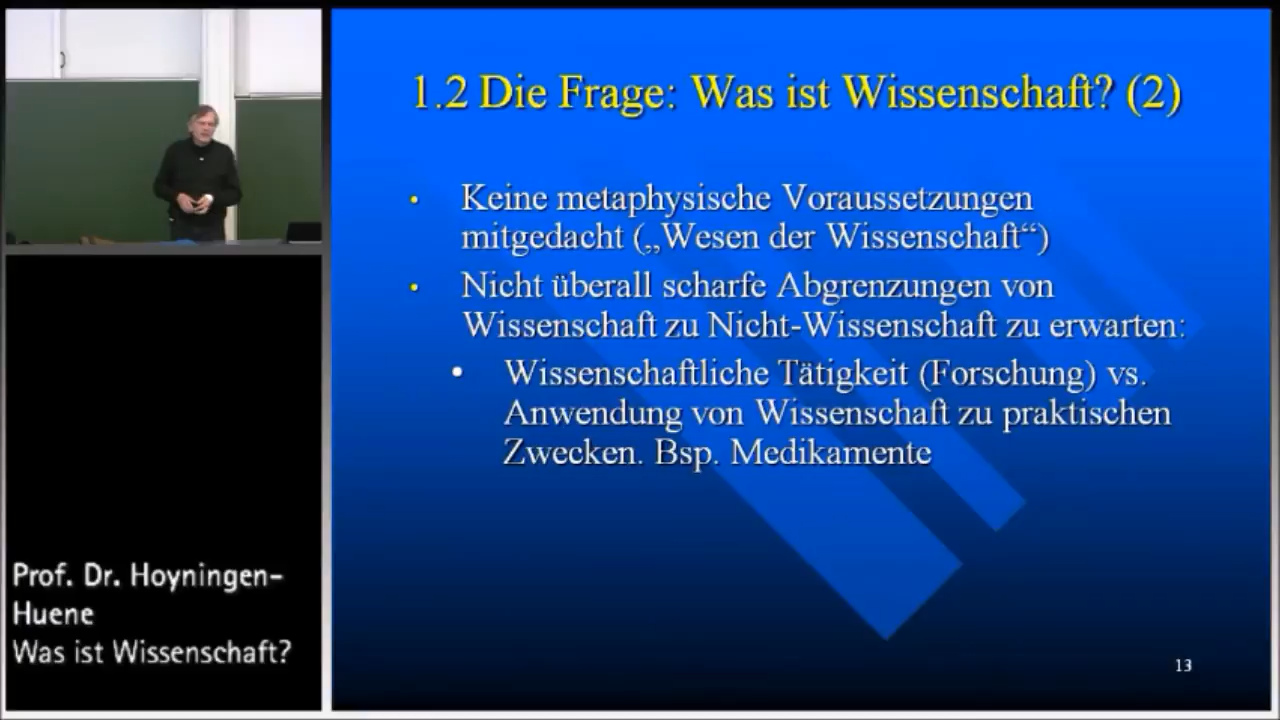 1.2 Die Frage: Was ist Wissenschaft? (2)
• Keine metaphysische Voraussetzungen
mitgedacht („Wesen der Wissenschaft“)
• Nicht überall scharfe Abgrenzungen von
Wissenschaft zu Nicht-Wissenschaft zu erwarten:
• Wissenschaftliche Tätigkeit (Forschung) vs.
Anwendung von Wissenschaft zu praktischen
Zwecken. Bsp. Medikamente
13
Prof. Dr. Hoyningen-
Huene
Was ist Wissenschaft?